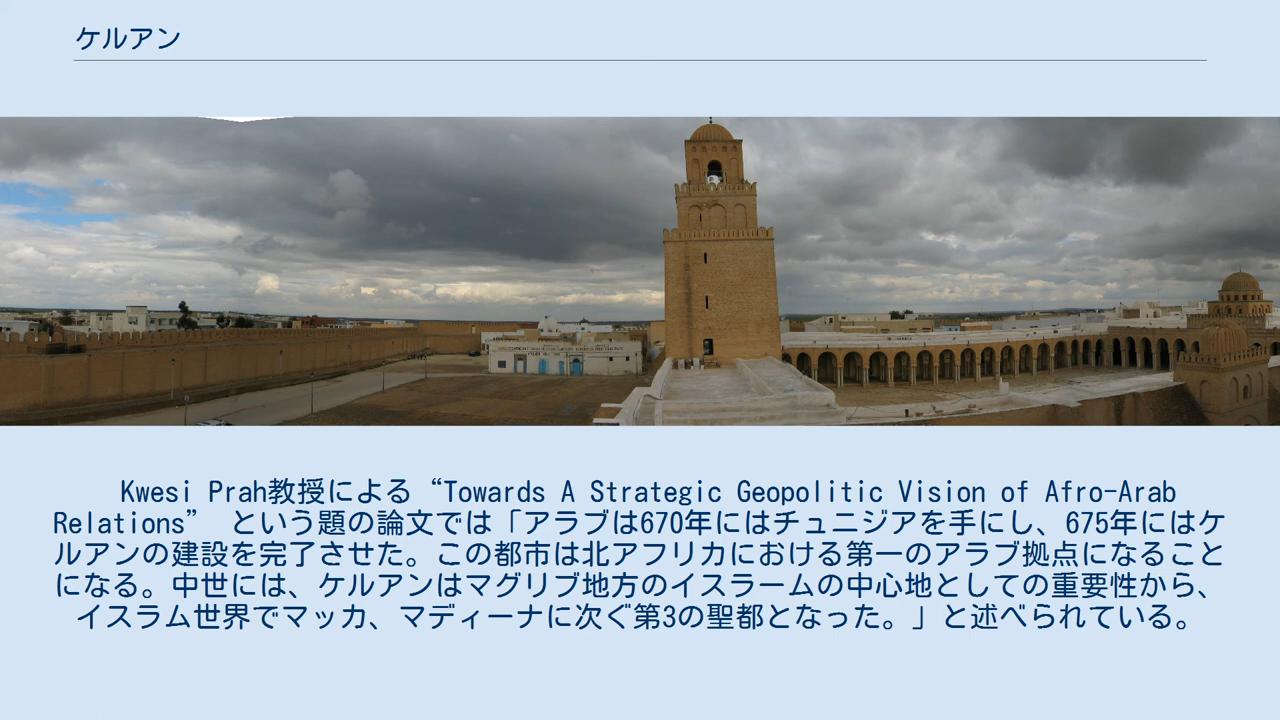 ケルアン
Kwesi Prah教授による“Towards A Strategic Geopolitic Vision of Afro-Arab
Relations” という題の論文では「アラブは670年にはチュニジアを手にし、675年にはケ
ルアンの建設を完了させた。この都市は北アフリカにおける第一のアラブ拠点になること
になる。中世には、ケルアンはマグリブ地方のイスラームの中心地としての重要性から、
イスラム世界でマッカ、マディーナに次ぐ第3の聖都となった。」と述べられている。